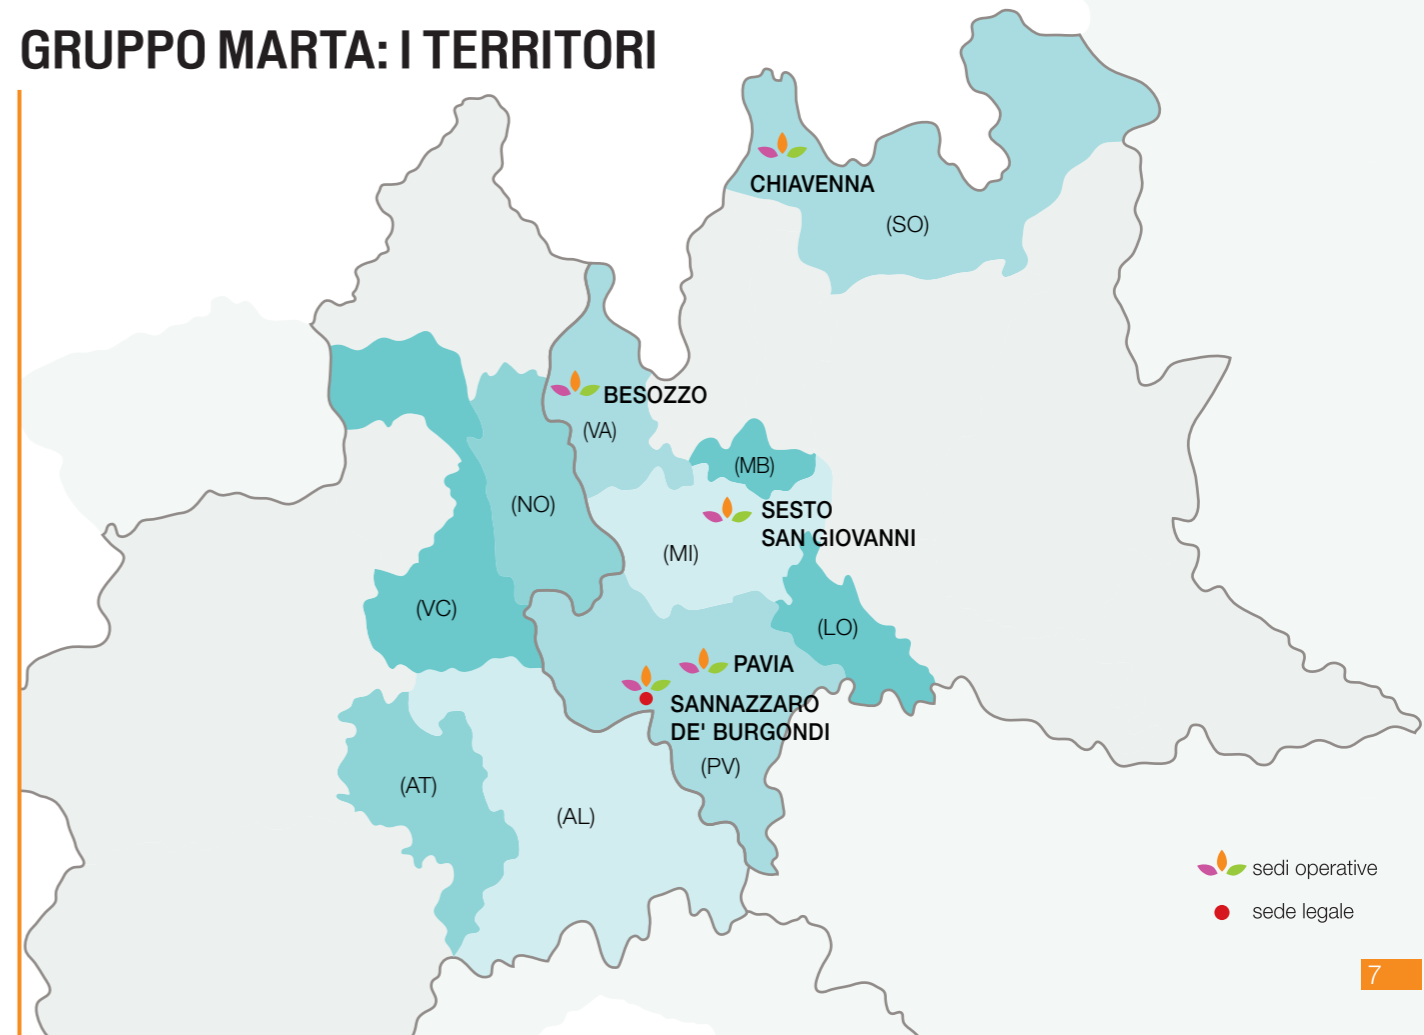 GRUPPO MARTA: I TERRITORI
CHIAVENNA
(SO)
BESOZZO
(VA)
(MB)
(NO)
SESTO
SAN GIOVANNI
(MI)
(VC)
(LO)
PAVIA
SANNAZZARO
DE' BURGONDI
(PV)
(AT)
(AL)
sedi operative
sede legale
7